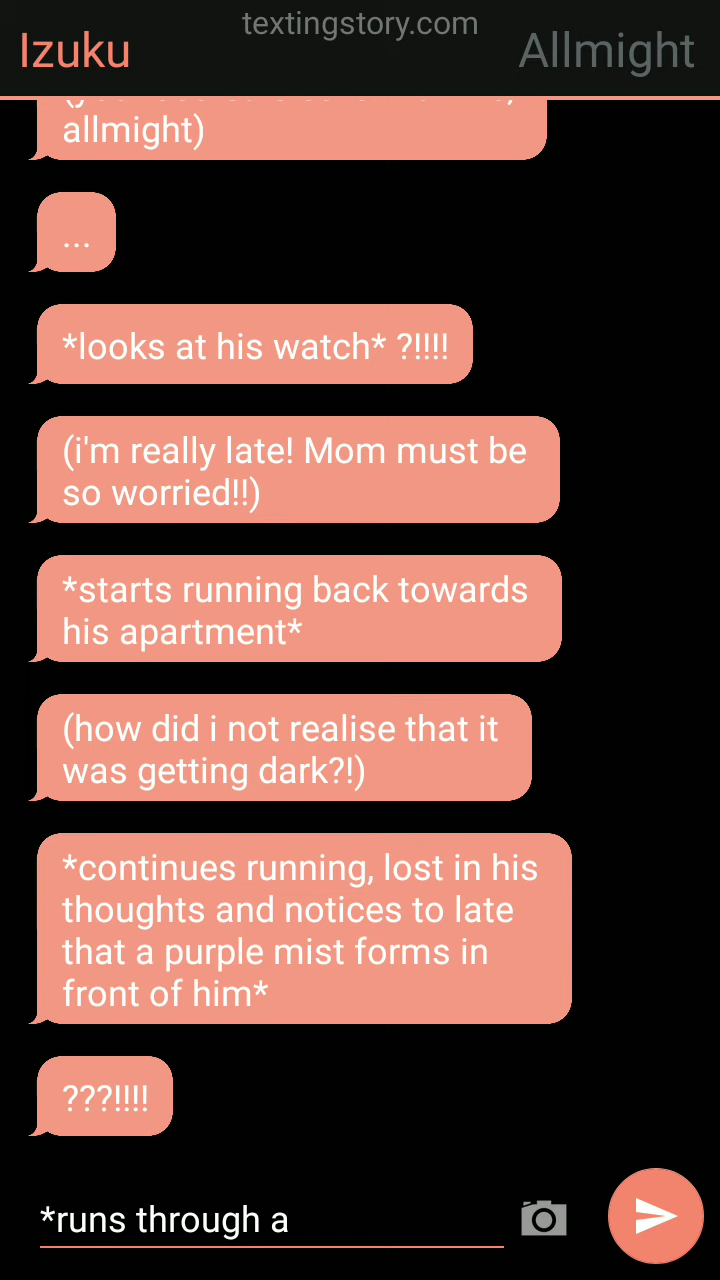 textingstory.com
Izuku
Allmight
allmight)
...
*looks at his watch* ?!!!!
(i'm really late! Mom must be
so worried!!)
*starts running back towards
his apartment*
(how did i not realise that it
was getting dark?!)
*continues running, lost in his
thoughts and notices to late
that a purple mist forms in
front of him*
???!!!!
*runs through a